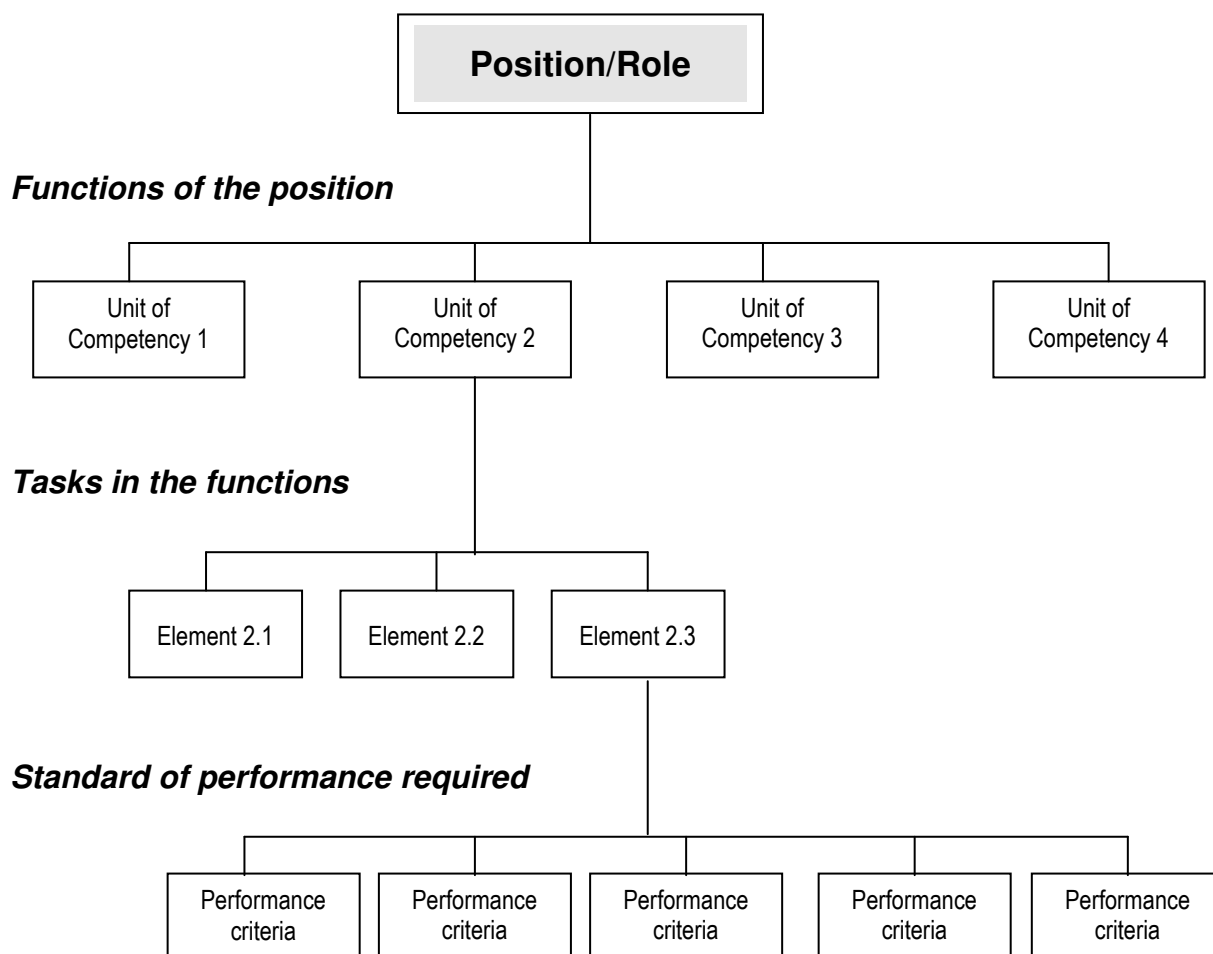 Position/Role
Functions of the position
Unit of
Competency 1
Unit of
Competency 2
Unit of
Competency 3
Unit of
Competency 4
Tasks in the functions
Element 2.1
Element 2.2
Element 2.3
Standard of performance required
Performance
criteria
Performance
criteria
Performance
criteria
Performance
criteria
Performance
criteria